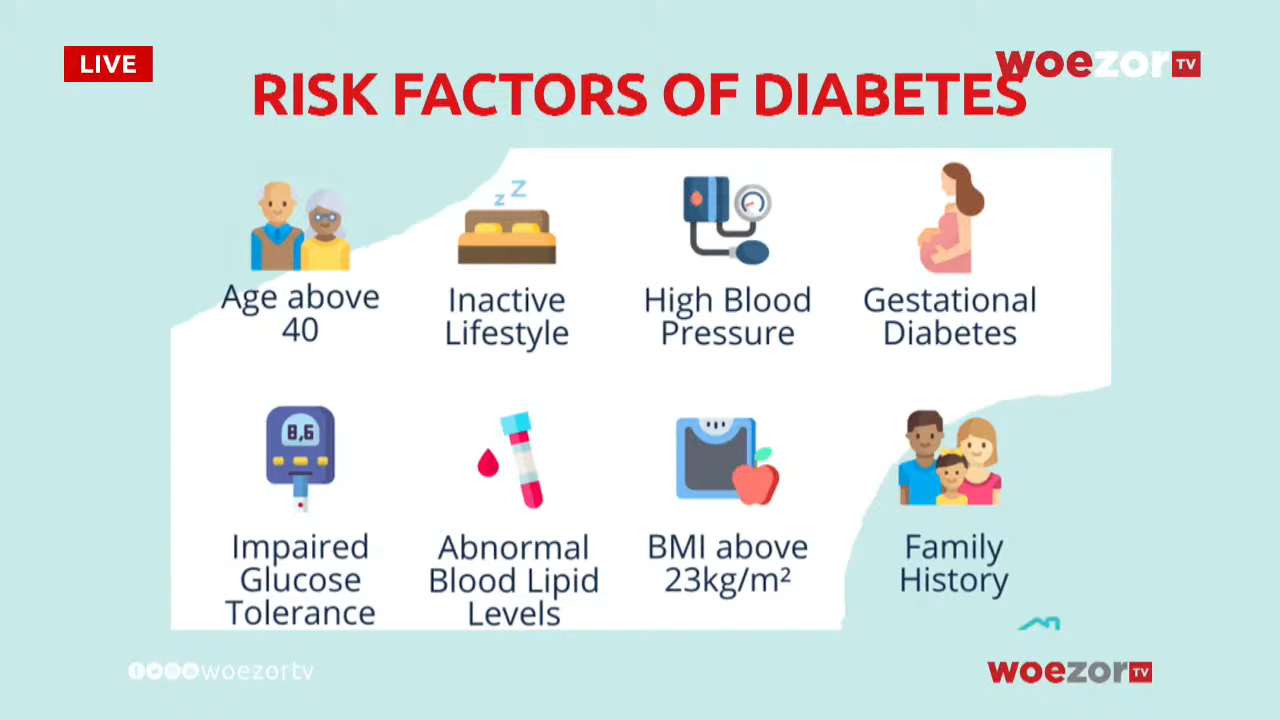 LIVE
woezor TV
RISK FACTORS OF DIABETES
Age above
40
Inactive
Lifestyle
High Blood
Pressure
Gestational
Diabetes
8,6
Impaired
Glucose
Tolerance
Abnormal
Blood Lipid
Levels
BMI above
23kg/m²
Family
History
woezortv
woezor TV